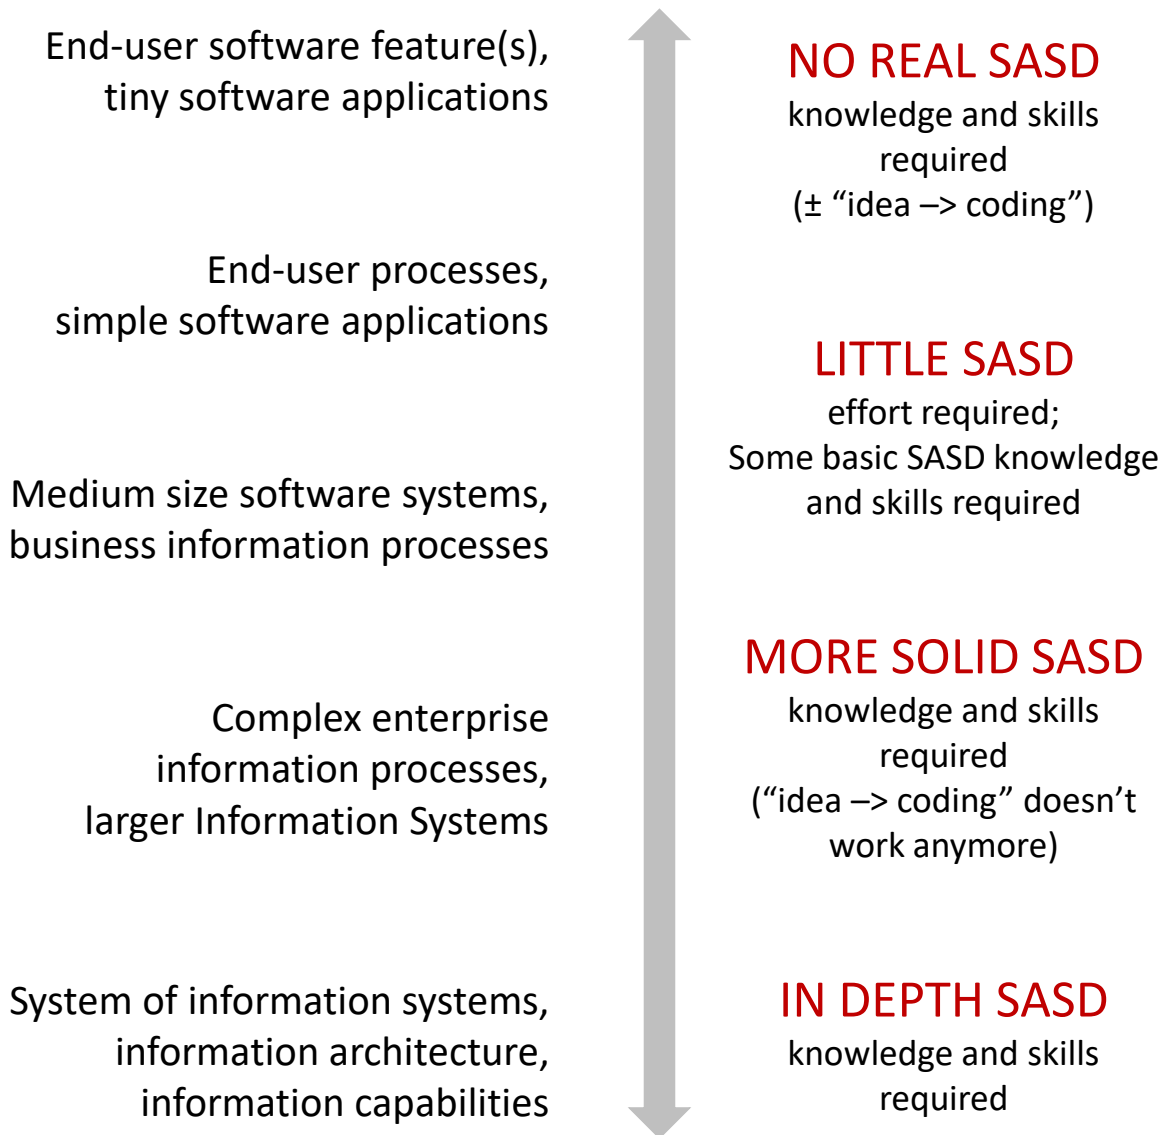 End-user software feature(s),
tiny software applications
NO REAL SASD
knowledge and skills
required
(± “idea –> coding”)
End-user processes,
simple software applications
LITTLE SASD
effort required;
Some basic SASD knowledge
and skills required
Medium size software systems,
business information processes
MORE SOLID SASD
knowledge and skills
required
(“idea –> coding” doesn’t
work anymore)
Complex enterprise
information processes,
larger Information Systems
System of information systems,
information architecture,
information capabilities
IN DEPTH SASD
knowledge and skills
required